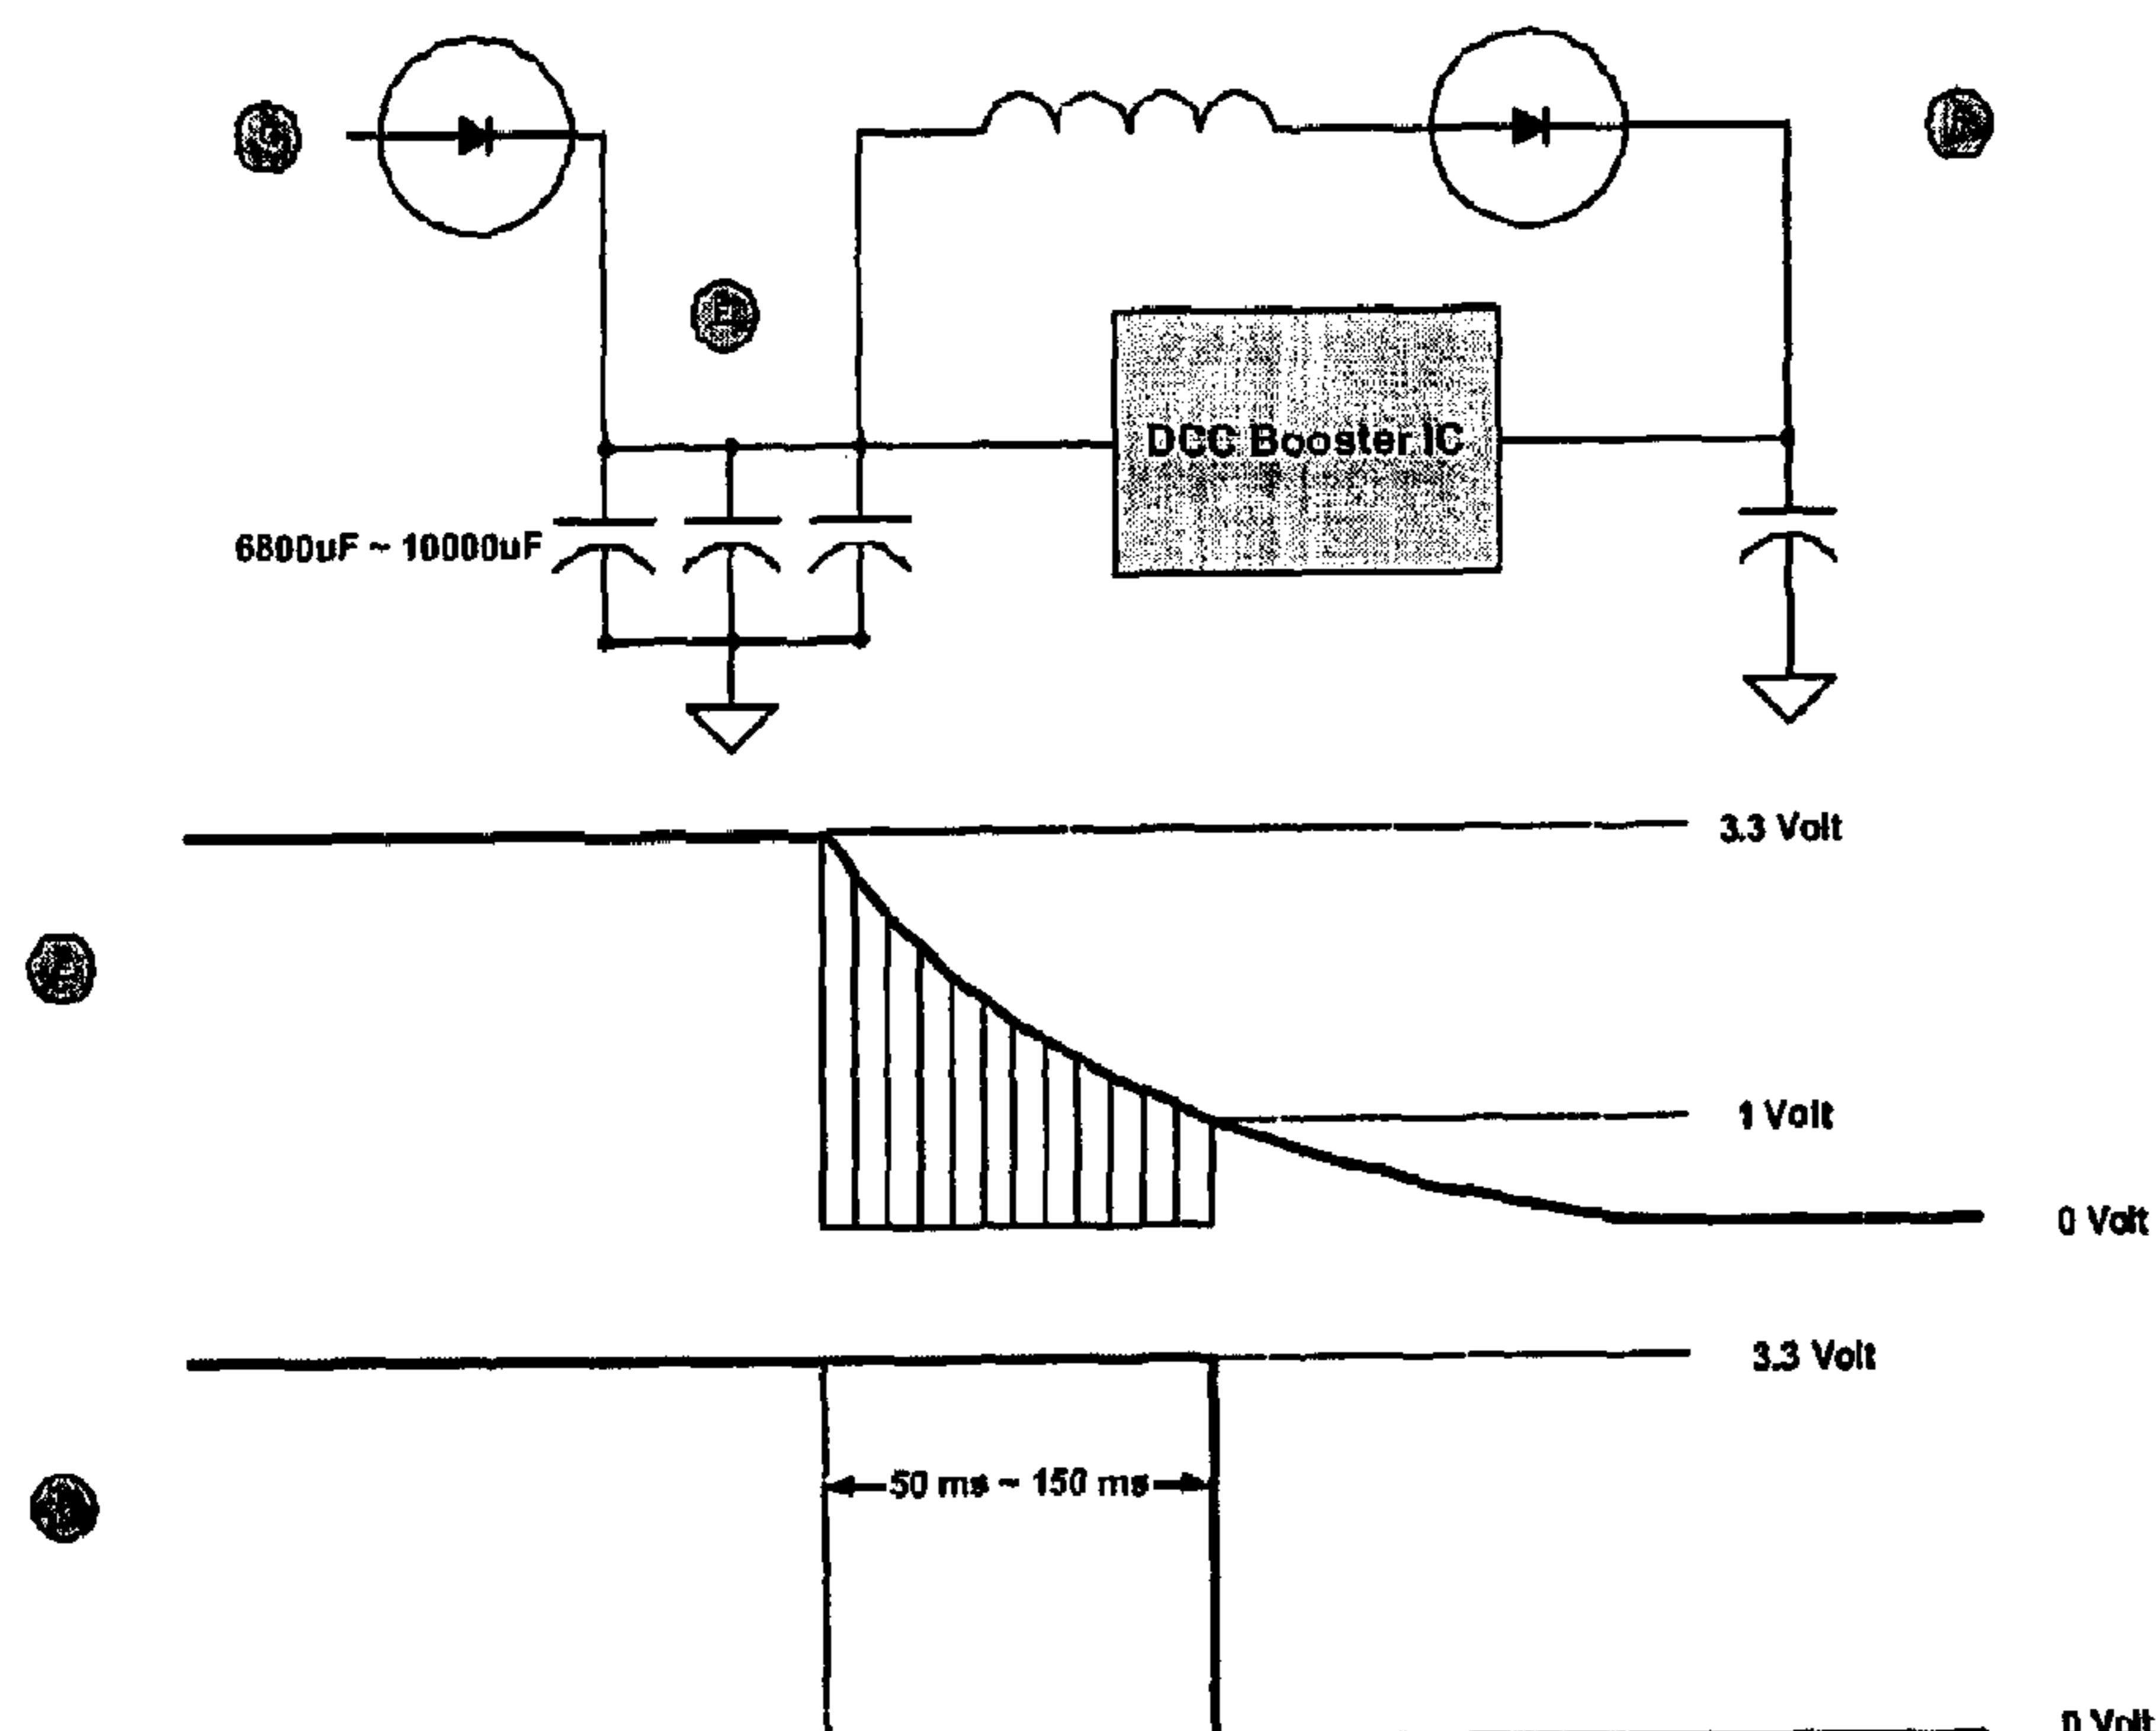 DCC Booster IC
6800uF ~ 10000uF
3.3 Volt
1 Volt
0 Volt
3.3 Volt
50 ms ~ 150 ms
0 Volt